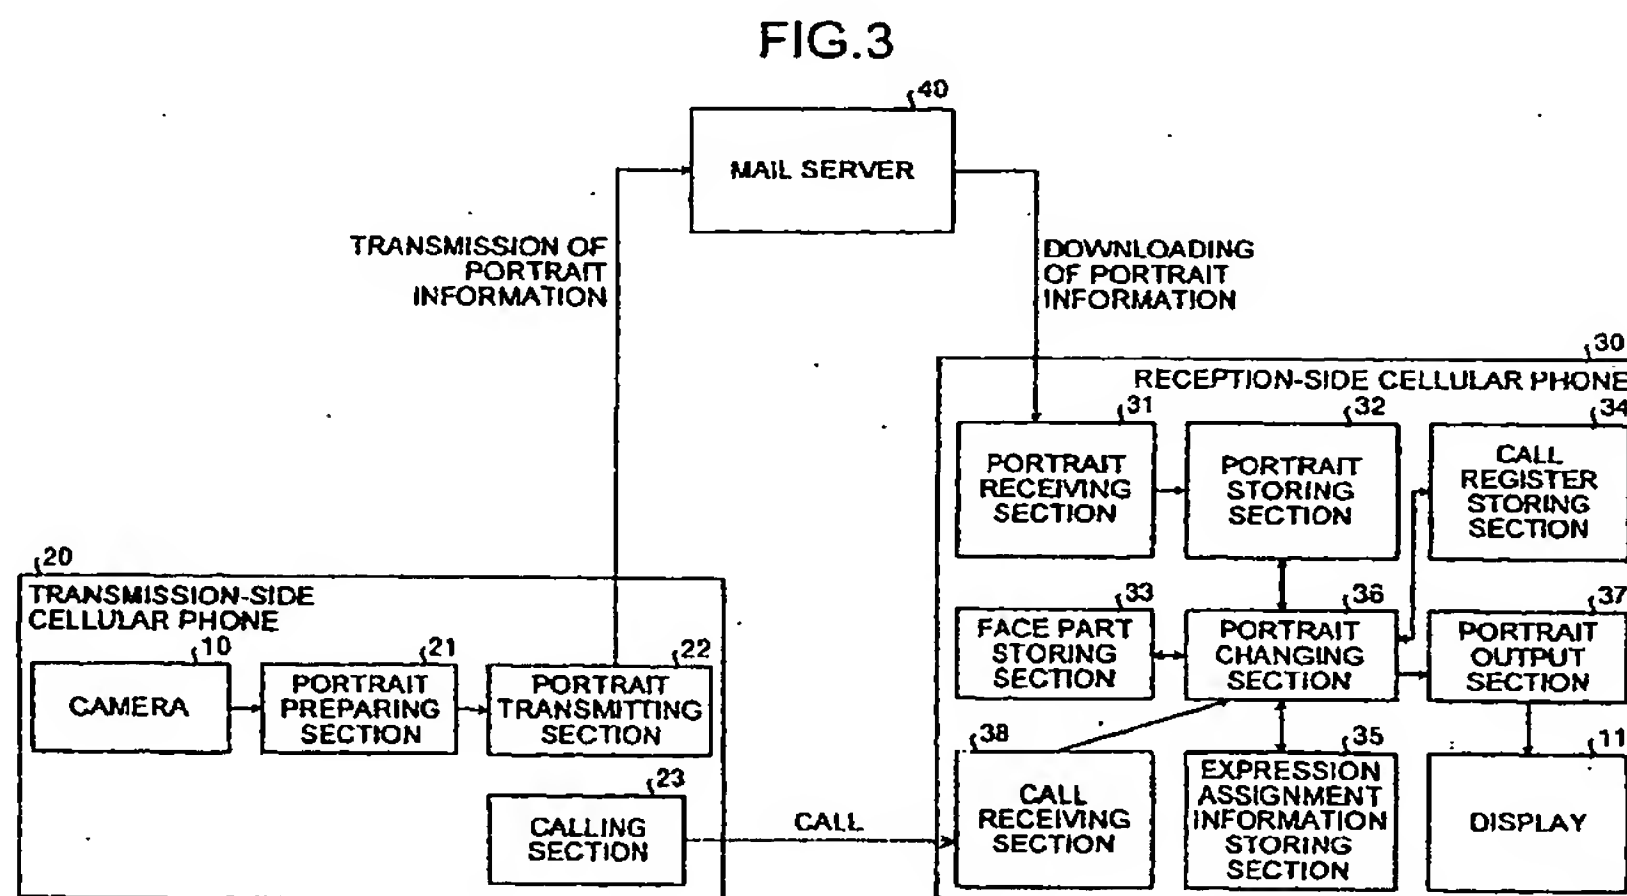 FIG.3
40
MAIL SERVER
TRANSMISSION OF
PORTRAIT
INFORMATION
DOWNLOADING
OF PORTRAIT
INFORMATION
30
RECEPTION-SIDE CELLULAR PHONE
31
PORTRAIT
RECEIVING
SECTION
32
PORTRAIT
STORING
SECTION
34
CALL
REGISTER
STORING
SECTION
20
TRANSMISSION-SIDE
CELLULAR PHONE
10
CAMERA
21
PORTRAIT
PREPARING
SECTION
22
PORTRAIT
TRANSMITTING
SECTION
23
CALLING
SECTION
CALL
33
FACE PART
STORING
SECTION
36
PORTRAIT
CHANGING
SECTION
37
PORTRAIT
OUTPUT
SECTION
38
CALL
RECEIVING
SECTION
35
EXPRESSION
ASSIGNMENT
INFORMATION
STORING
SECTION
11
DISPLAY